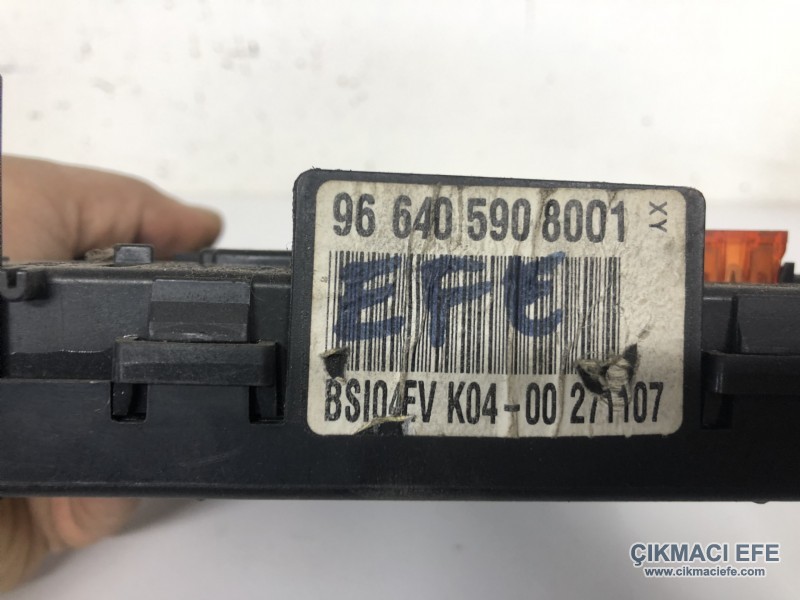 96 640 590 8001
XY
EFE
BSI04EV K04-00 271107
ÇIKMACI EFE
www.cikmaciefe.com